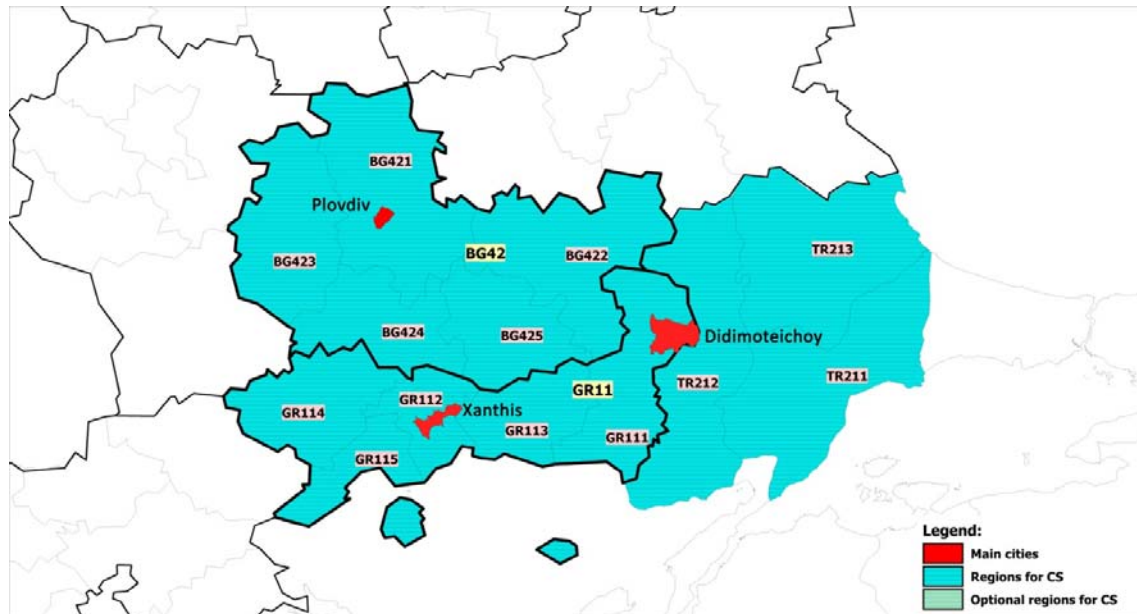 BG421
Plovdiv
BG42
BG422
TR213
BG423
BG424
BG425
Didimoteichoy
TR212
TR211
GR11
GR112
Xanthis
GR114
GR113
GR111
GR115
Legend:
Main cities
Regions for CS
Optional regions for CS